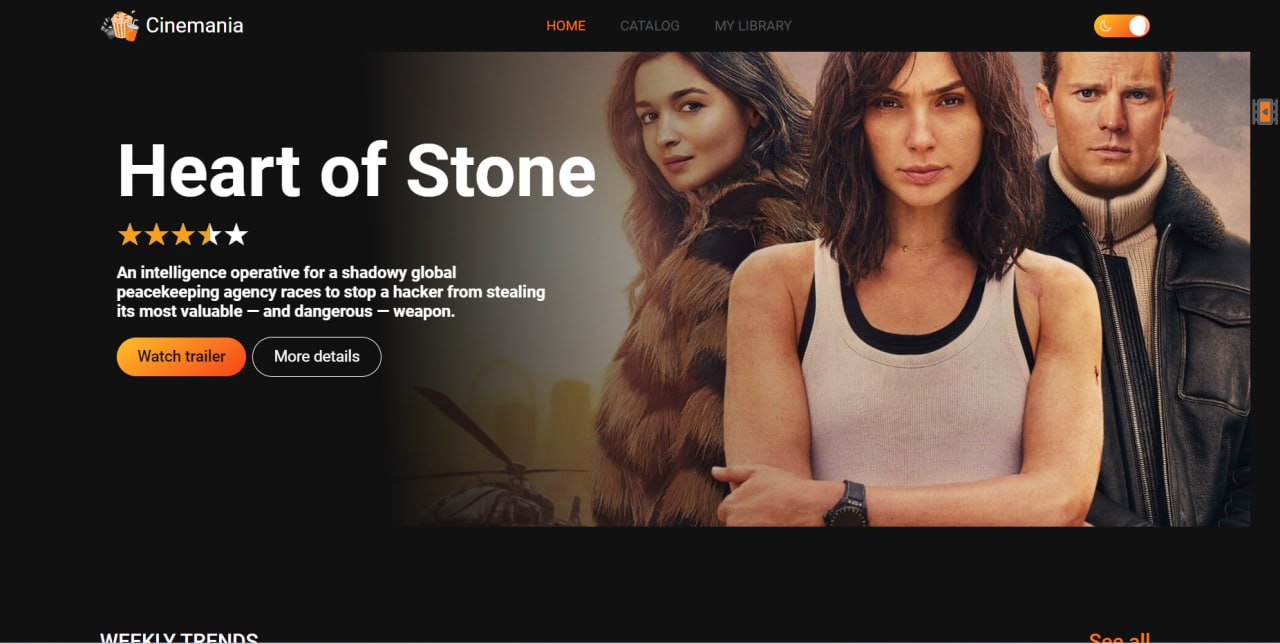 Cinemania
HOME
CATALOG
MY LIBRARY
Heart of Stone
An intelligence operative for a shadowy global
peacekeeping agency races to stop a hacker from stealing
its most valuable — and dangerous — weapon.
Watch trailer
More details
WEEKLY TRENDS
See all